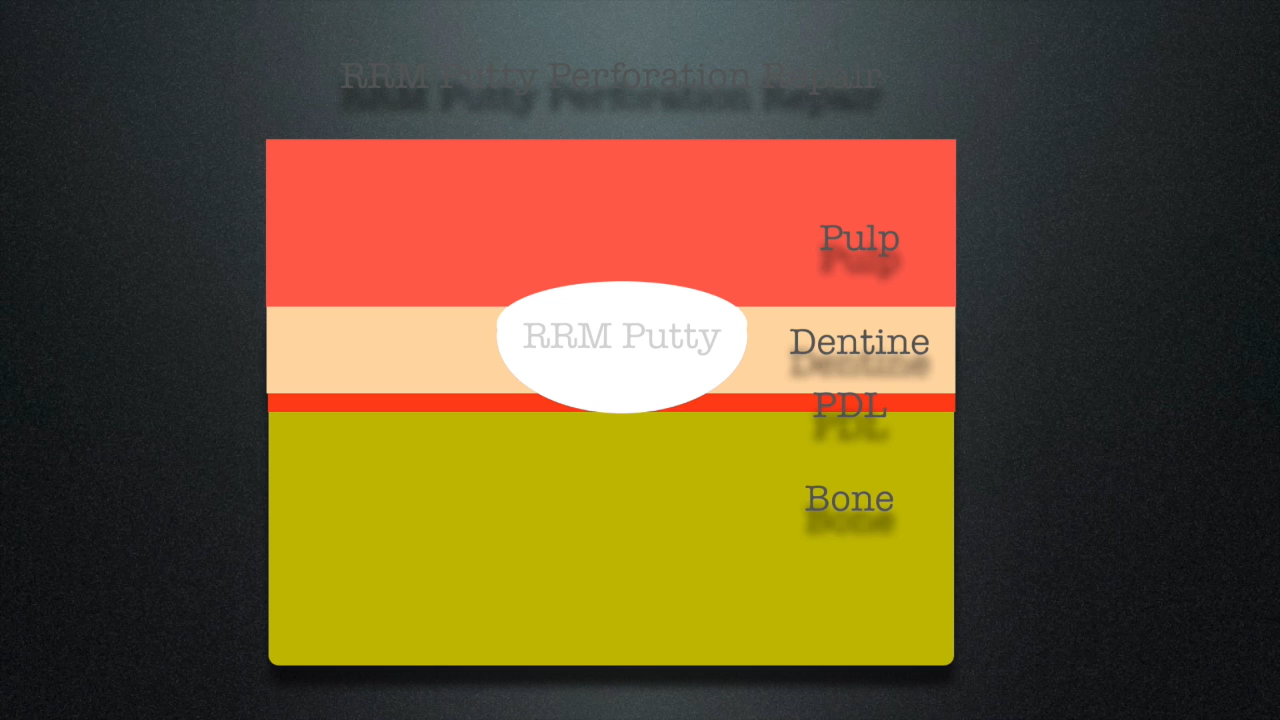 RRM Putty Perforation Repair
Pulp
RRM Putty
Dentine
PDL
Bone